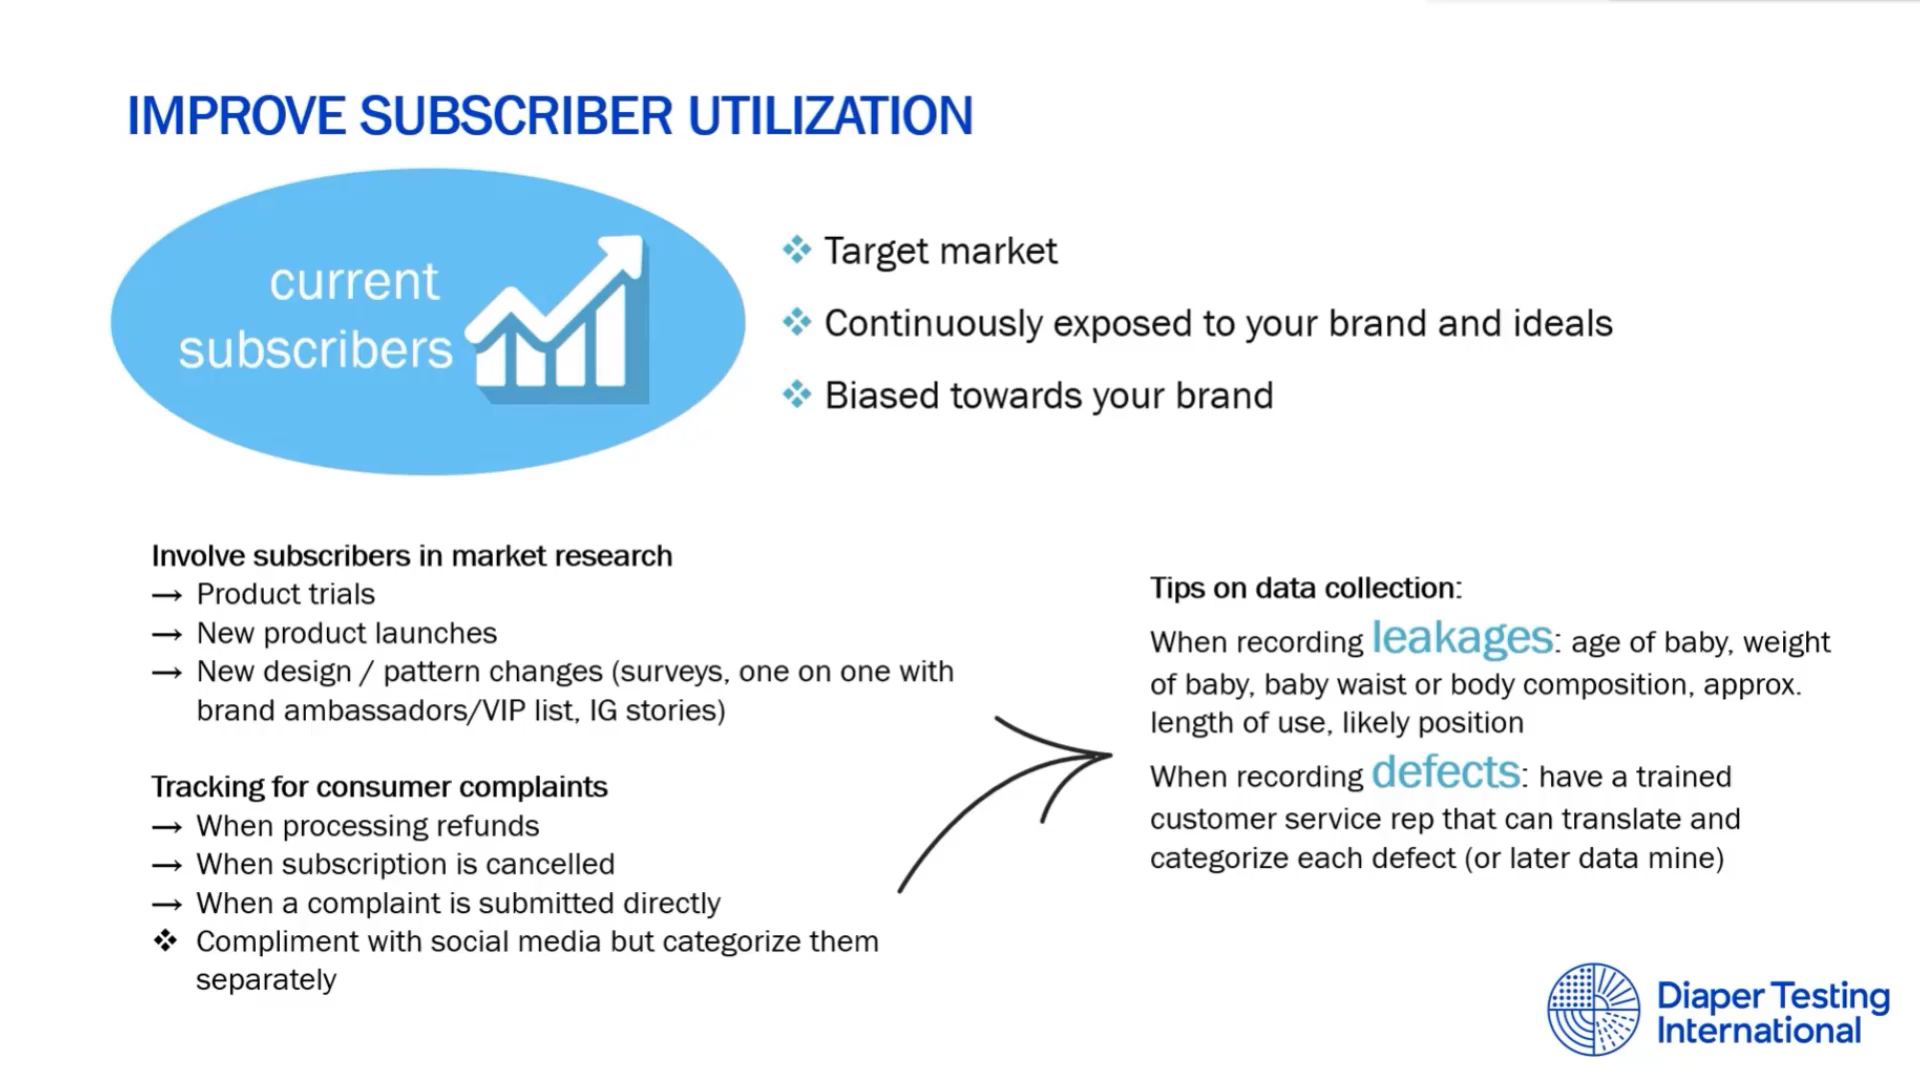 IMPROVE SUBSCRIBER UTILIZATION
current
subscribers
❖ Target market
❖ Continuously exposed to your brand and ideals
❖ Biased towards your brand
Involve subscribers in market research
→ Product trials
→ New product launches
→ New design / pattern changes (surveys, one on one with
brand ambassadors/VIP list, IG stories)
Tracking for consumer complaints
→ When processing refunds
→ When subscription is cancelled
→ When a complaint is submitted directly
❖ Compliment with social media but categorize them
separately
Tips on data collection:
When recording leakages: age of baby, weight
of baby, baby waist or body composition, approx.
length of use, likely position
When recording defects: have a trained
customer service rep that can translate and
categorize each defect (or later data mine)
Diaper Testing
International